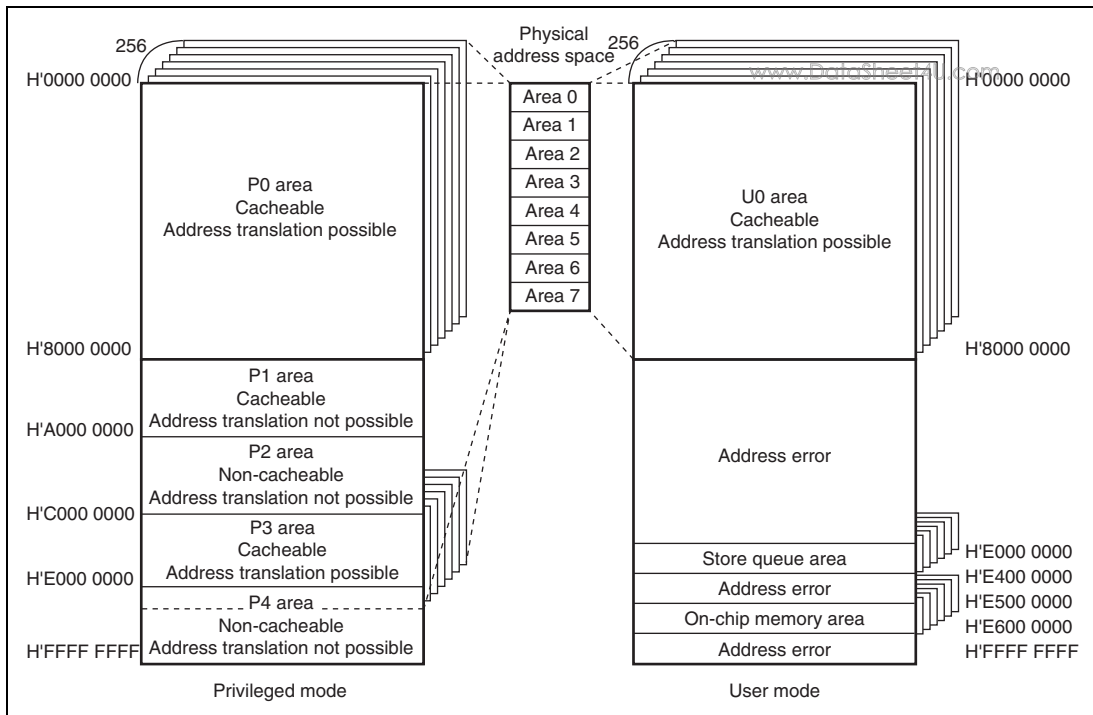 256
H'0000 0000
P0 area
Cacheable
Address translation possible
H'8000 0000
P1 area
Cacheable
Address translation not possible
H'A000 0000
P2 area
Non-cacheable
Address translation not possible
H'C000 0000
P3 area
Cacheable
Address translation possible
H'E000 0000
P4 area
Non-cacheable
Address translation not possible
H'FFFF FFFF
Privileged mode
Physical
address space
Area 0
Area 1
Area 2
Area 3
Area 4
Area 5
Area 6
Area 7
256
www.DataSheet4U.com
H'0000 0000
U0 area
Cacheable
Address translation possible
H'8000 0000
Address error
Store queue area
H'E000 0000
Address error
H'E400 0000
On-chip memory area
H'E500 0000
H'E600 0000
Address error
H'FFFF FFFF
User mode